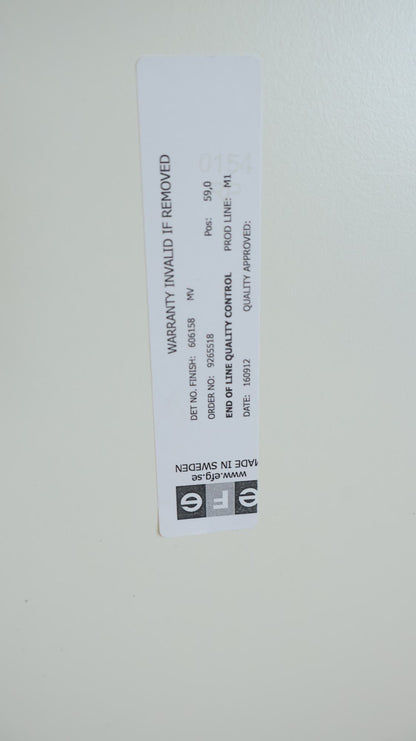 WARRANTY INVALID IF REMOVED
DET NO. FINISH: 606158 MV
ORDER NO: 9265518 Pos: 59,0
END OF LINE QUALITY CONTROL PROD LINE: M1
DATE: 160912 QUALITY APPROVED:
0154
e F e
www.efg.se
MADE IN SWEDEN